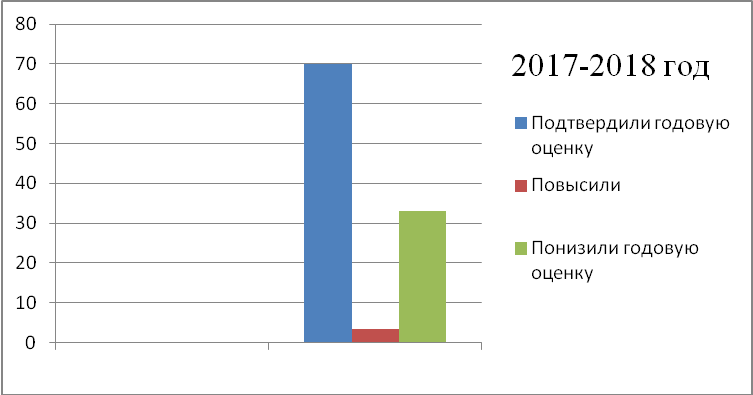 80
70
60
50
40
30
20
10
0
2017-2018 год
Подтвердили годовую
оценку
Повысили
Понизили годовую
оценку